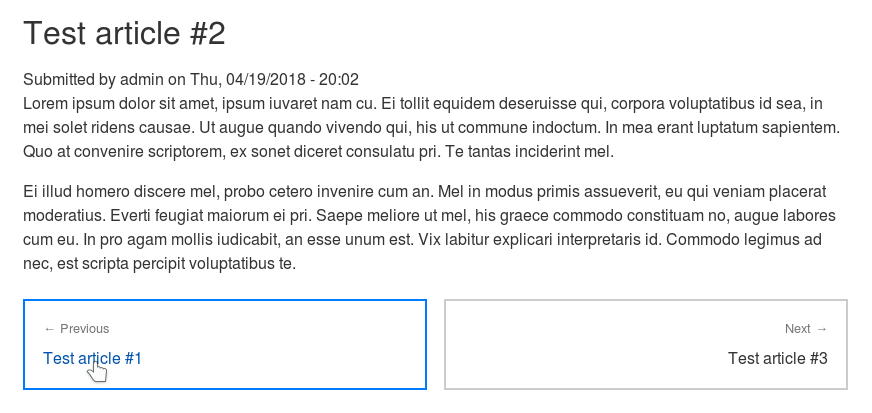 Test article #2
Submitted by admin on Thu, 04/19/2018 - 20:02
Lorem ipsum dolor sit amet, ipsum iuvaret nam cu. Ei tollit equidem deseruisse qui, corpora voluptatibus id sea, in
mei solet ridens causae. Ut augue quando vivendo qui, his ut commune indoctum. In mea erant luptatum sapientem.
Quo at convenire scriptorem, ex sonet diceret consulatu pri. Te tantas inciderint mel.
Ei illud homero discere mel, probo cetero invenire cum an. Mel in modus primis assueverit, eu qui veniam placerat
moderatius. Everti feugiat maiorum ei pri. Saepe meliore ut mel, his graece commodo constituam no, augue labores
cum eu. In pro agam mollis iudicabit, an esse unum est. Vix labitur explicari interpretaris id. Commodo legimus ad
nec, est scripta percipit voluptatibus te.
← Previous
Test article #1
Next →
Test article #3